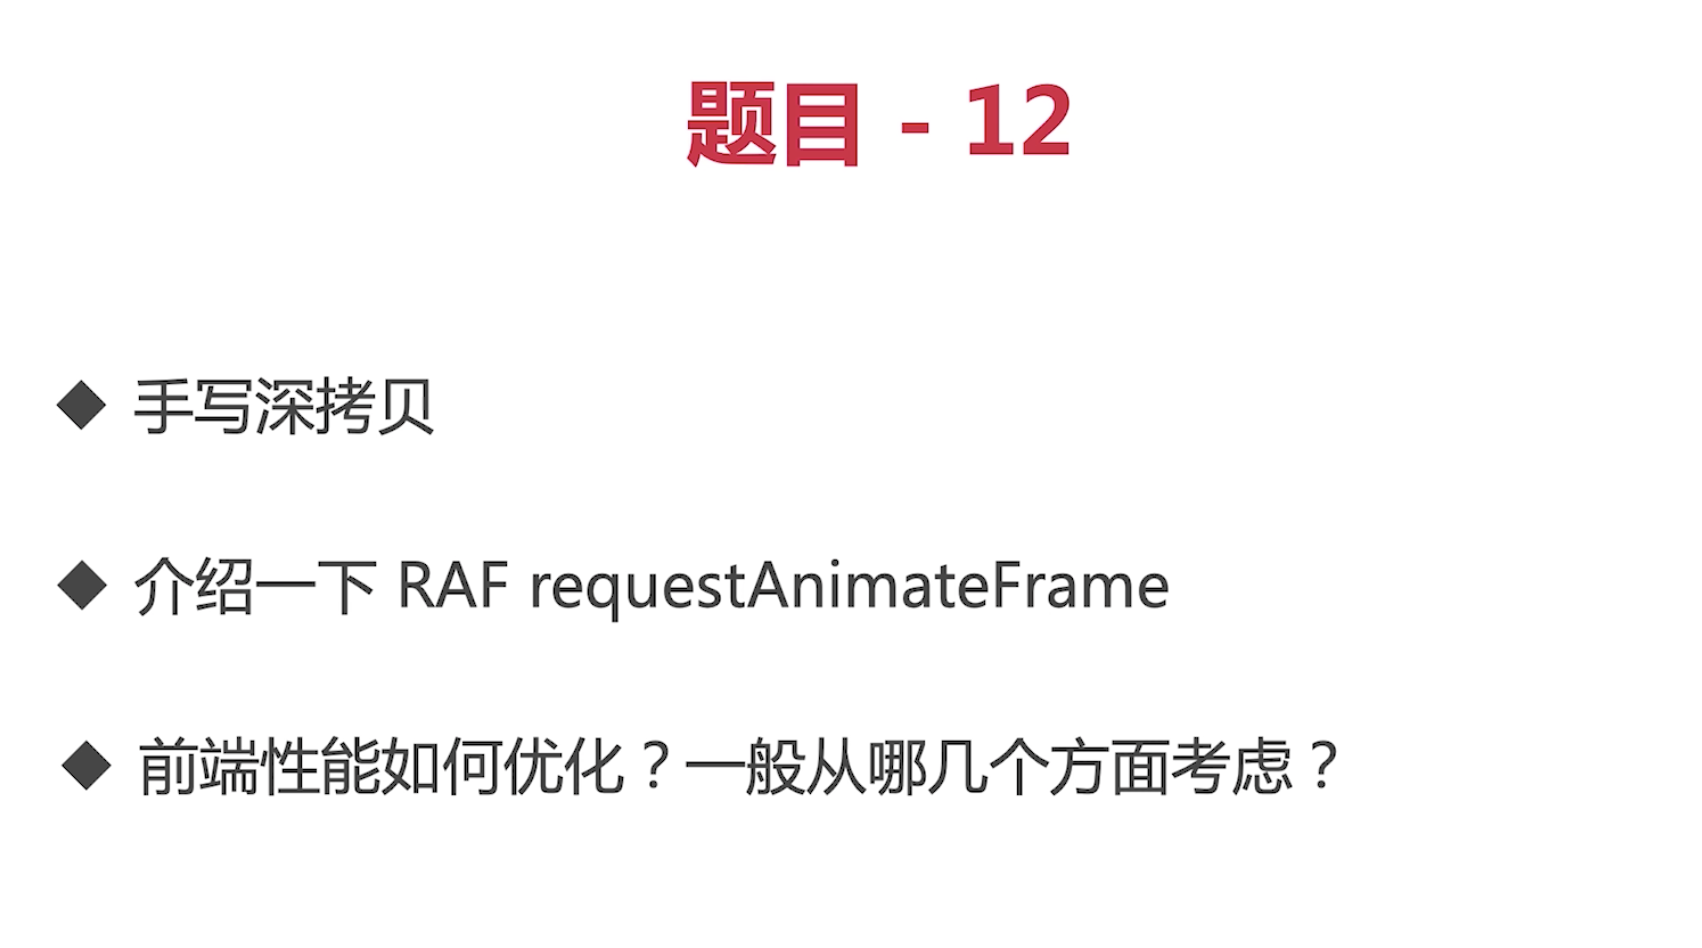 题目 - 12
◆ 手写深拷贝
◆ 介绍一下 RAF requestAnimateFrame
◆ 前端性能如何优化？一般从哪几个方面考虑？